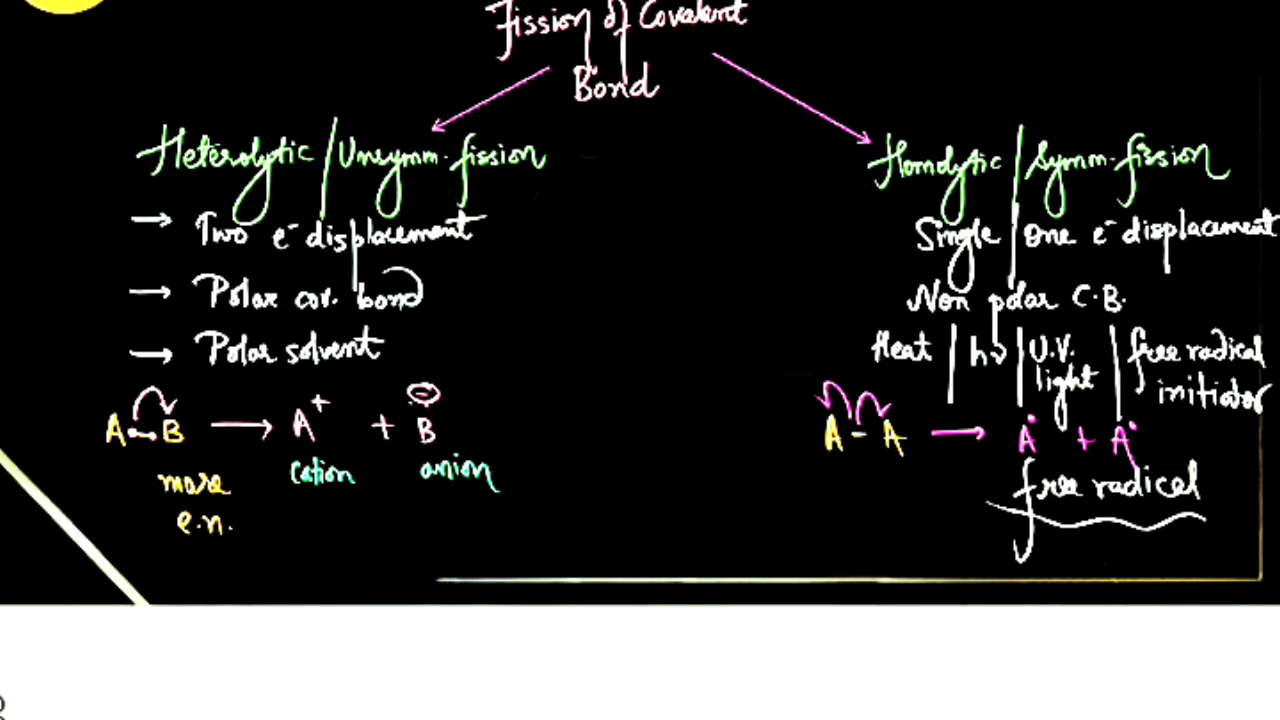 Fission of Covalent
Bond
Heterolytic / Unsymm. fission
→ Two e⁻ displacement
→ Polar cov. bond
→ Polar solvent
A - B → A⁺ + B⁻
more
e.n.
cation
anion
Homolytic / Symm. fission
Single / one e⁻ displacement
Non polar C.B.
Heat / hν / U.V. light / free radical initiator
A - A → A• + A•
free radical